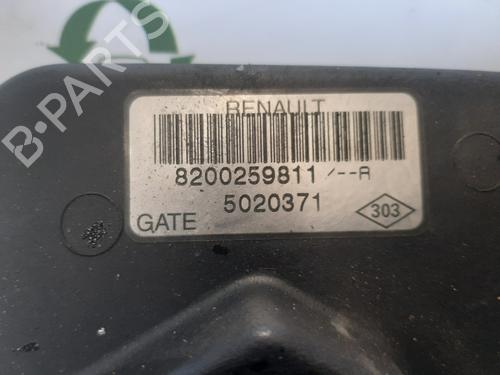 B-PARTS
RENAULT
8200259811/--R
5020371
GATE
303